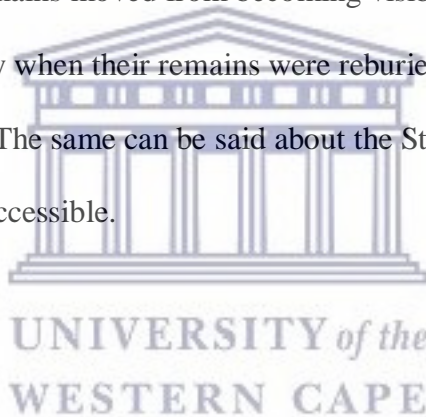 mains moved from becoming visib
y when their remains were reburie
The same can be said about the St
ccessible.
UNIVERSITY of the
WESTERN CAPE